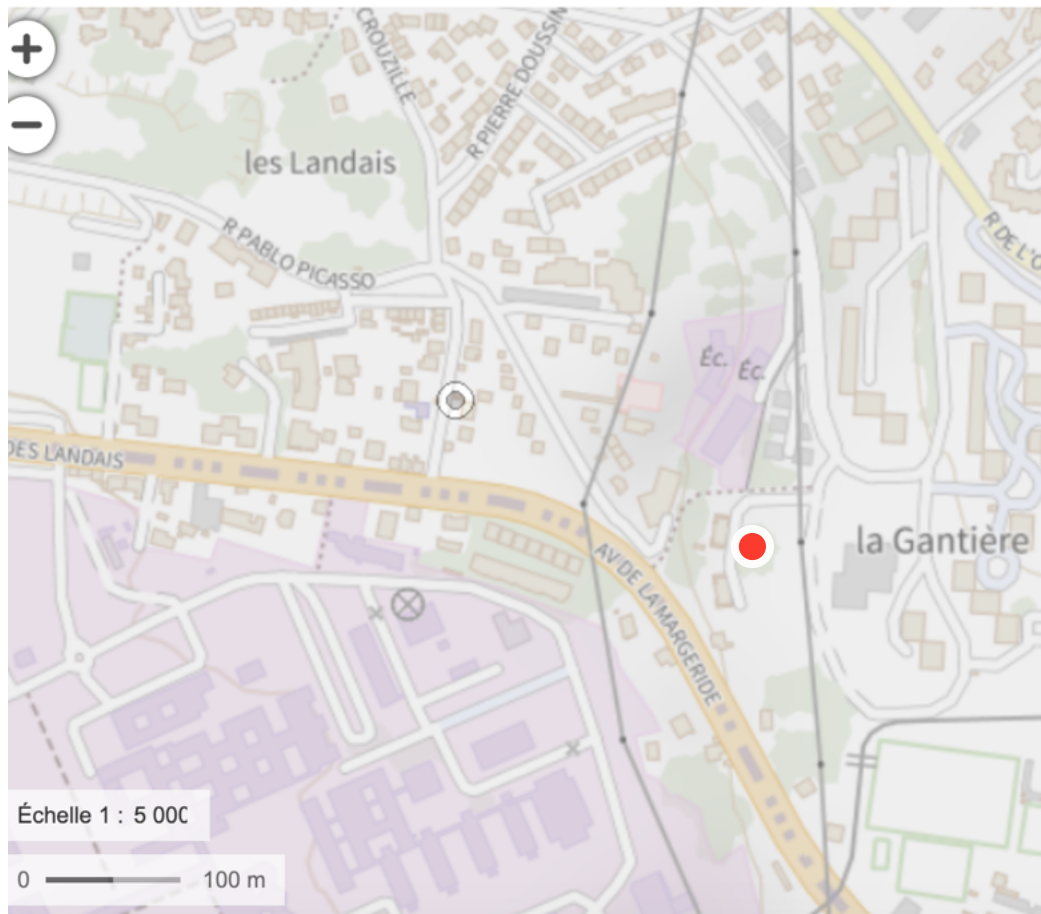 +
CROUZILLE
R PIERRE DOUSSIN
−
les Landais
R PABLO PICASSO
R DE L'O
Éc.
Éc.
DES LANDAIS
la Gantière
AV DE LA MARGERIDE
Échelle 1 : 5 000
0 100 m